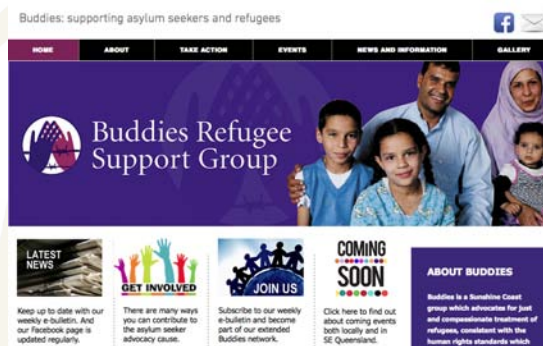 Buddies: supporting asylum seekers and refugees
HOME
ABOUT
TAKE ACTION
EVENTS
NEWS AND INFORMATION
GALLERY
Buddies Refugee
Support Group
LATEST
NEWS
Keep up to date with our
weekly e-bulletin. And
our Facebook page is
updated regularly.
GET INVOLVED
There are many ways
you can contribute to
the asylum seeker
advocacy cause.
JOIN US
Subscribe to our weekly
e-bulletin and become
part of our extended
Buddies network.
COMING
SOON
Click here to find out
about coming events
both locally and in
SE Queensland.
ABOUT BUDDIES
Buddies is a Sunshine Coast
group which advocates for just
and compassionate treatment of
refugees, consistent with the
human rights standards which